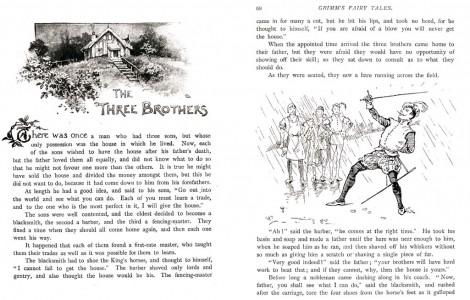 THE
THREE BROTHERS
There was once a man who had three sons, but whose
only possession was the house in which he lived. Now, each
of the sons wished to have the house after his father's death,
but the father loved them all equally, and did not know what to do so
that he might not favour one more than the others. It is true he might
have sold the house and divided the money amongst them, but this he
did not want to do, because it had come down to him from his forefathers.
At length he had a good idea, and said to his sons, "Go out into
the world and see what you can do. Each of you must learn a trade,
and to the one who is the most perfect in it, I will give the house."
The sons were well contented, and the eldest decided to become a
blacksmith, the second a barber, and the third a fencing-master. They
fixed a time when they should all come home again, and then each one
went his way.
It happened that each of them found a first-rate master, who taught
them their trades as well as it was possible for them to learn.
The blacksmith had to shoe the King's horses, and thought to himself,
"I cannot fail to get the house." The barber shaved only lords and
gentry, and also thought the house would be his. The fencing-master
68
GRIMM'S FAIRY TALES.
came in for many a cut, but he bit his lips, and took no heed, for he
thought to himself, "If you are afraid of a blow you will never get
the house."
When the appointed time arrived the three brothers came home to
their father, but they were afraid they would have no opportunity of
showing off their skill; so they sat down to consult as to what they
should do.
As they were seated, they saw a hare running across the field.
"Ah!" said the barber, "he comes at the right time." He took his
basin and soap and made a lather until the hare was near enough to him,
when he soaped him as he ran, and then shaved off his whiskers without
so much as giving him a scratch or shaving a single piece of fur.
"Very good indeed!" said the father; "your brothers will have hard
work to beat that; and if they cannot, why, then the house is yours."
Before long a nobleman came dashing along in his coach. "Now,
father, you shall see what I can do," said the blacksmith, and rushed
after the carriage, tore the four shoes from the horse's feet as it galloped